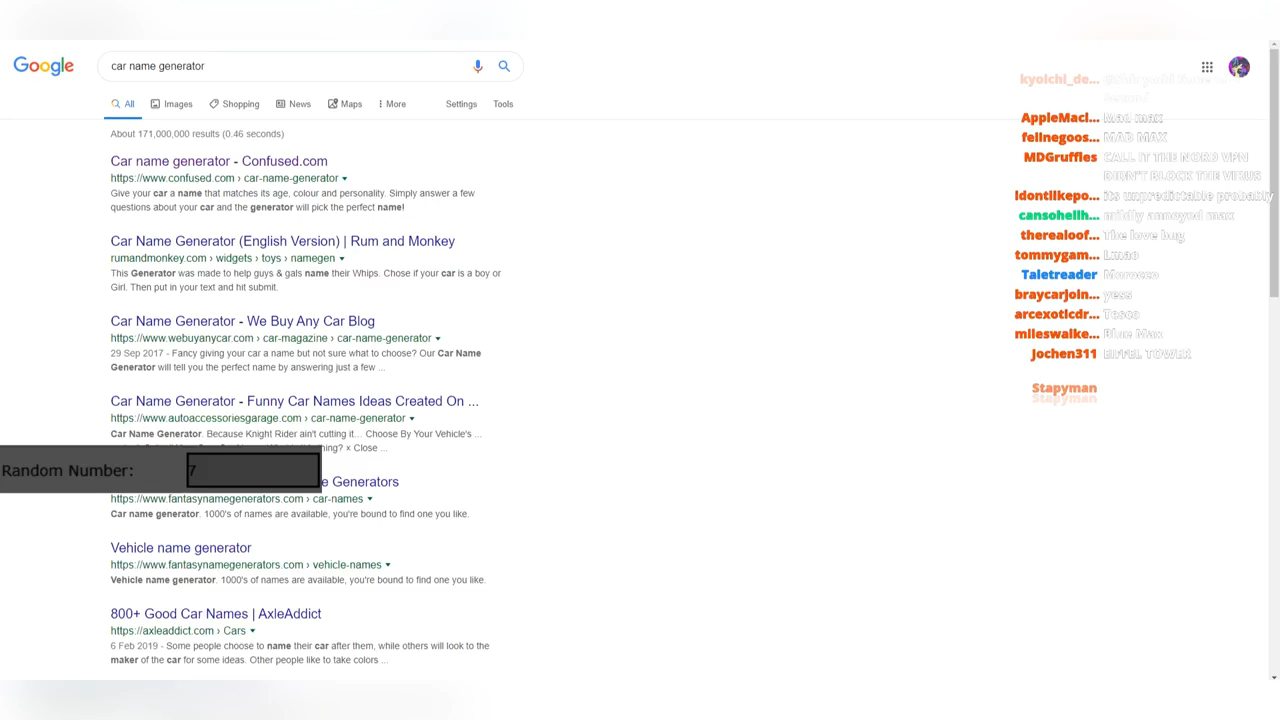 Google
car name generator
All Images Shopping News Maps More Settings Tools
About 171,000,000 results (0.46 seconds)
Car name generator - Confused.com
https://www.confused.com › car-name-generator
Give your car a name that matches its age, colour and personality. Simply answer a few
questions about your car and the generator will pick the perfect name!
Car Name Generator (English Version) | Rum and Monkey
rumandmonkey.com › widgets › toys › namegen
This Generator was made to help guys & gals name their Whips. Chose if your car is a boy or
Girl. Then put in your text and hit submit.
Car Name Generator - We Buy Any Car Blog
https://www.webuyanycar.com › car-magazine › car-name-generator
29 Sep 2017 - Fancy giving your car a name but not sure what to choose? Our Car Name
Generator will tell you the perfect name by answering just a few ...
Car Name Generator - Funny Car Names Ideas Created On ...
https://www.autoaccessoriesgarage.com › car-name-generator
Car Name Generator. Because Knight Rider ain't cutting it… Choose By Your Vehicle's ...
hing? × Close ...
Random Number: 7
e Generators
https://www.fantasynamegenerators.com › car-names
Car name generator. 1000's of names are available, you're bound to find one you like.
Vehicle name generator
https://www.fantasynamegenerators.com › vehicle-names
Vehicle name generator. 1000's of names are available, you're bound to find one you like.
800+ Good Car Names | AxleAddict
https://axleaddict.com › Cars
6 Feb 2019 - Some people choose to name their car after them, while others will look to the
maker of the car for some ideas. Other people like to take colors ...
kyoichi_de...
AppleMacl... Mad max
felinegoos... MAD MAX
MDGruffles CALL IT THE NORD VPN
DIDN'T BLOCK THE VIRUS
Idontlikepo... its unpredictable probably
cansohellh... mildly annoyed max
therealoof... The love bug
tommygam... Lmao
Taletreader Morocco
braycarjoin... yess
arcexoticdr... Tesco
mileswalke... Blue Max
Jochen311 EIFFEL TOWER
Stapyman
Stapyman